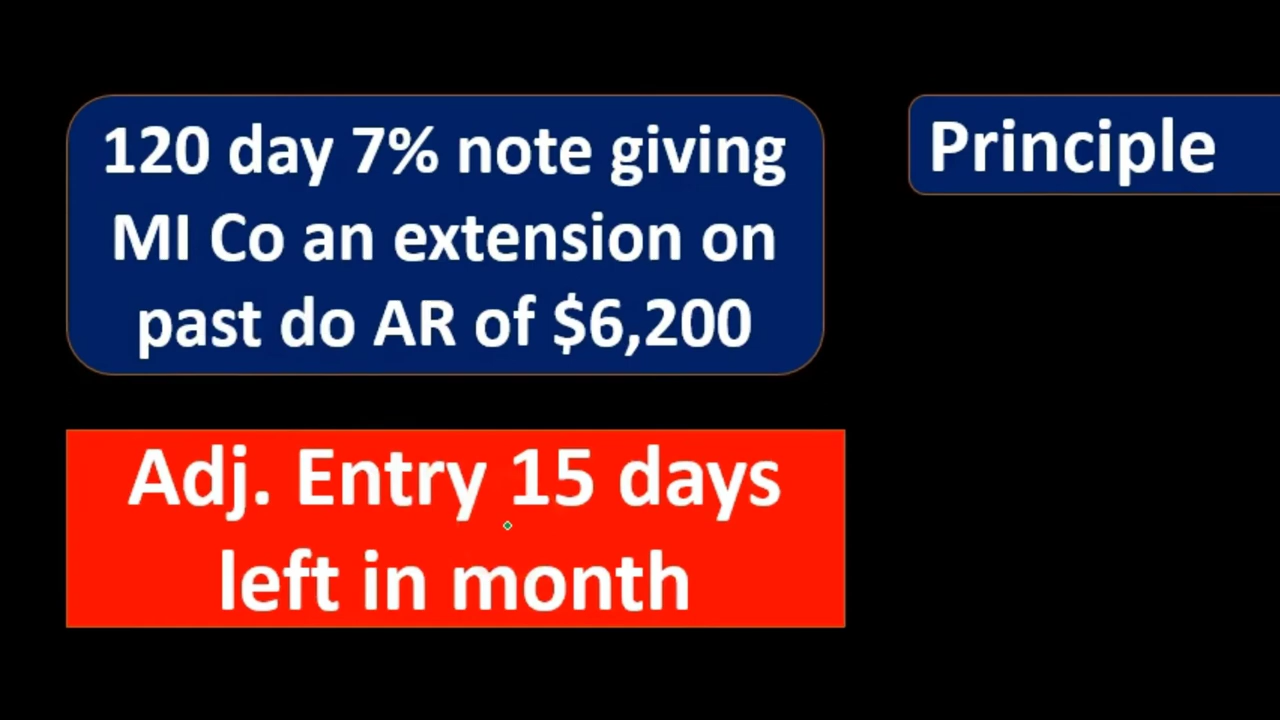 120 day 7% note giving
MI Co an extension on
past do AR of $6,200
Principle
Adj. Entry 15 days
left in month